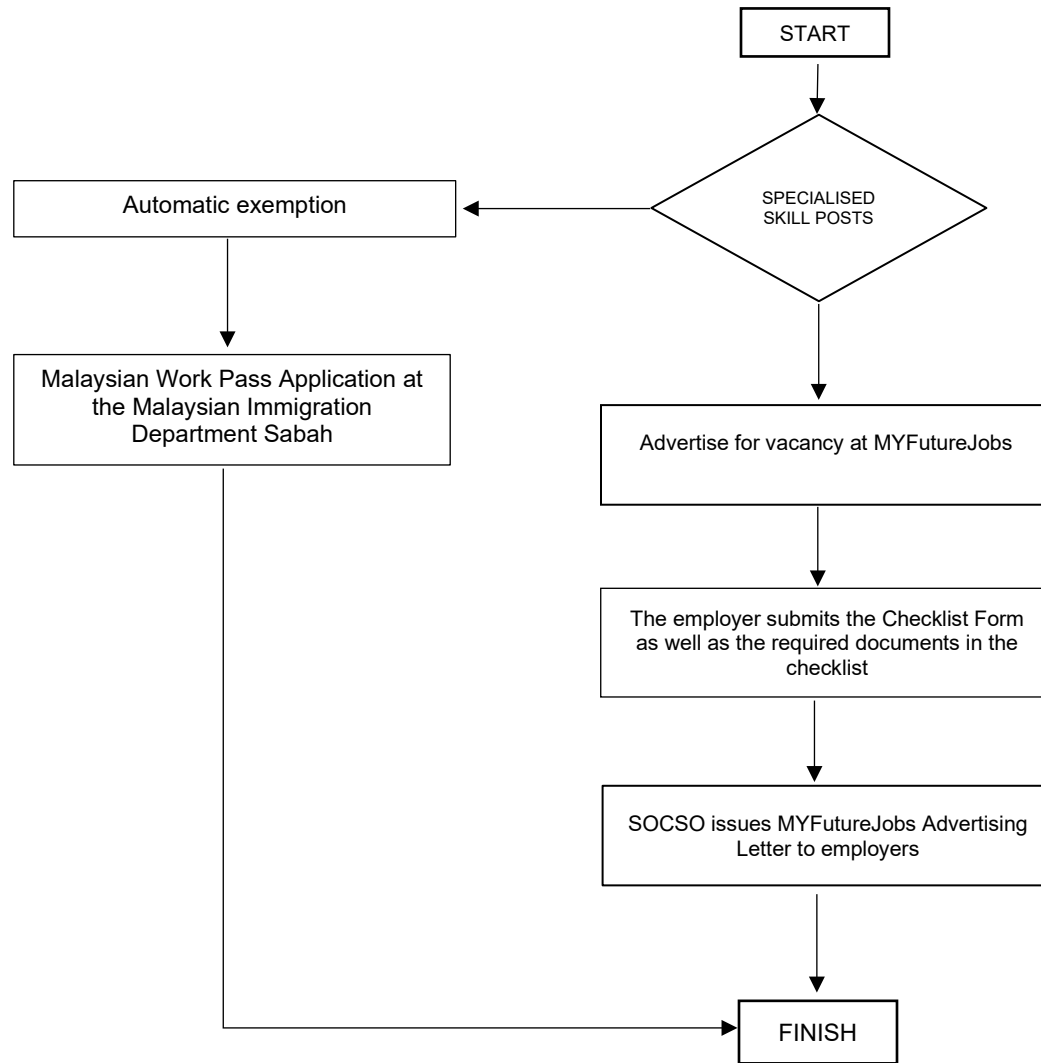 START
SPECIALISED
SKILL POSTS
Automatic exemption
Malaysian Work Pass Application at
the Malaysian Immigration
Department Sabah
Advertise for vacancy at MYFutureJobs
The employer submits the Checklist Form
as well as the required documents in the
checklist
SOCSO issues MYFutureJobs Advertising
Letter to employers
FINISH